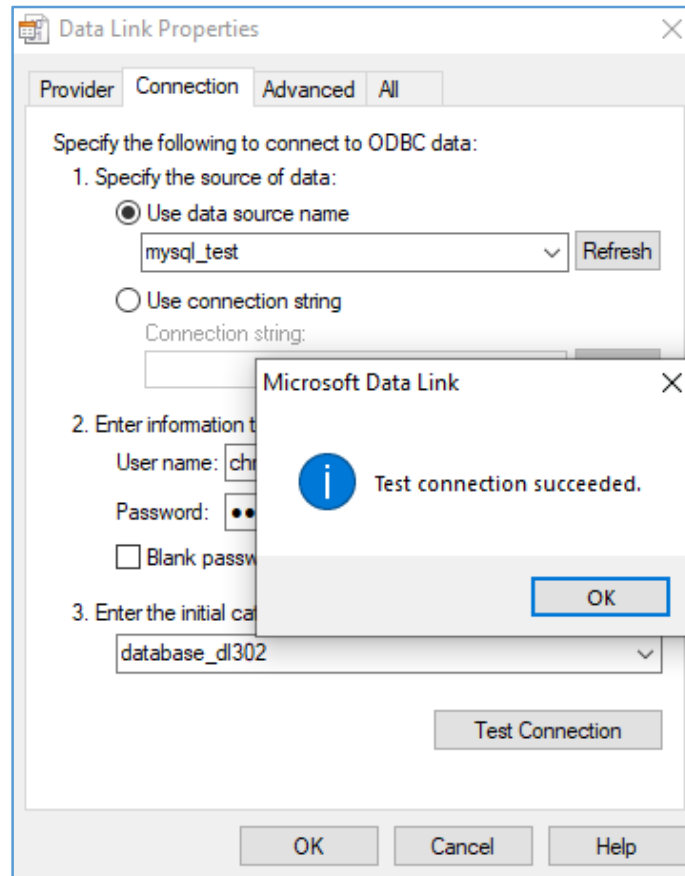 Data Link Properties
Provider Connection Advanced All
Specify the following to connect to ODBC data:
1. Specify the source of data:
Use data source name
mysql_test Refresh
Use connection string
Connection string:
Microsoft Data Link
2. Enter information
User name:
Test connection succeeded.
Password:
Blank
OK
3. Enter the initial
database_dl302
Test Connection
OK Cancel Help